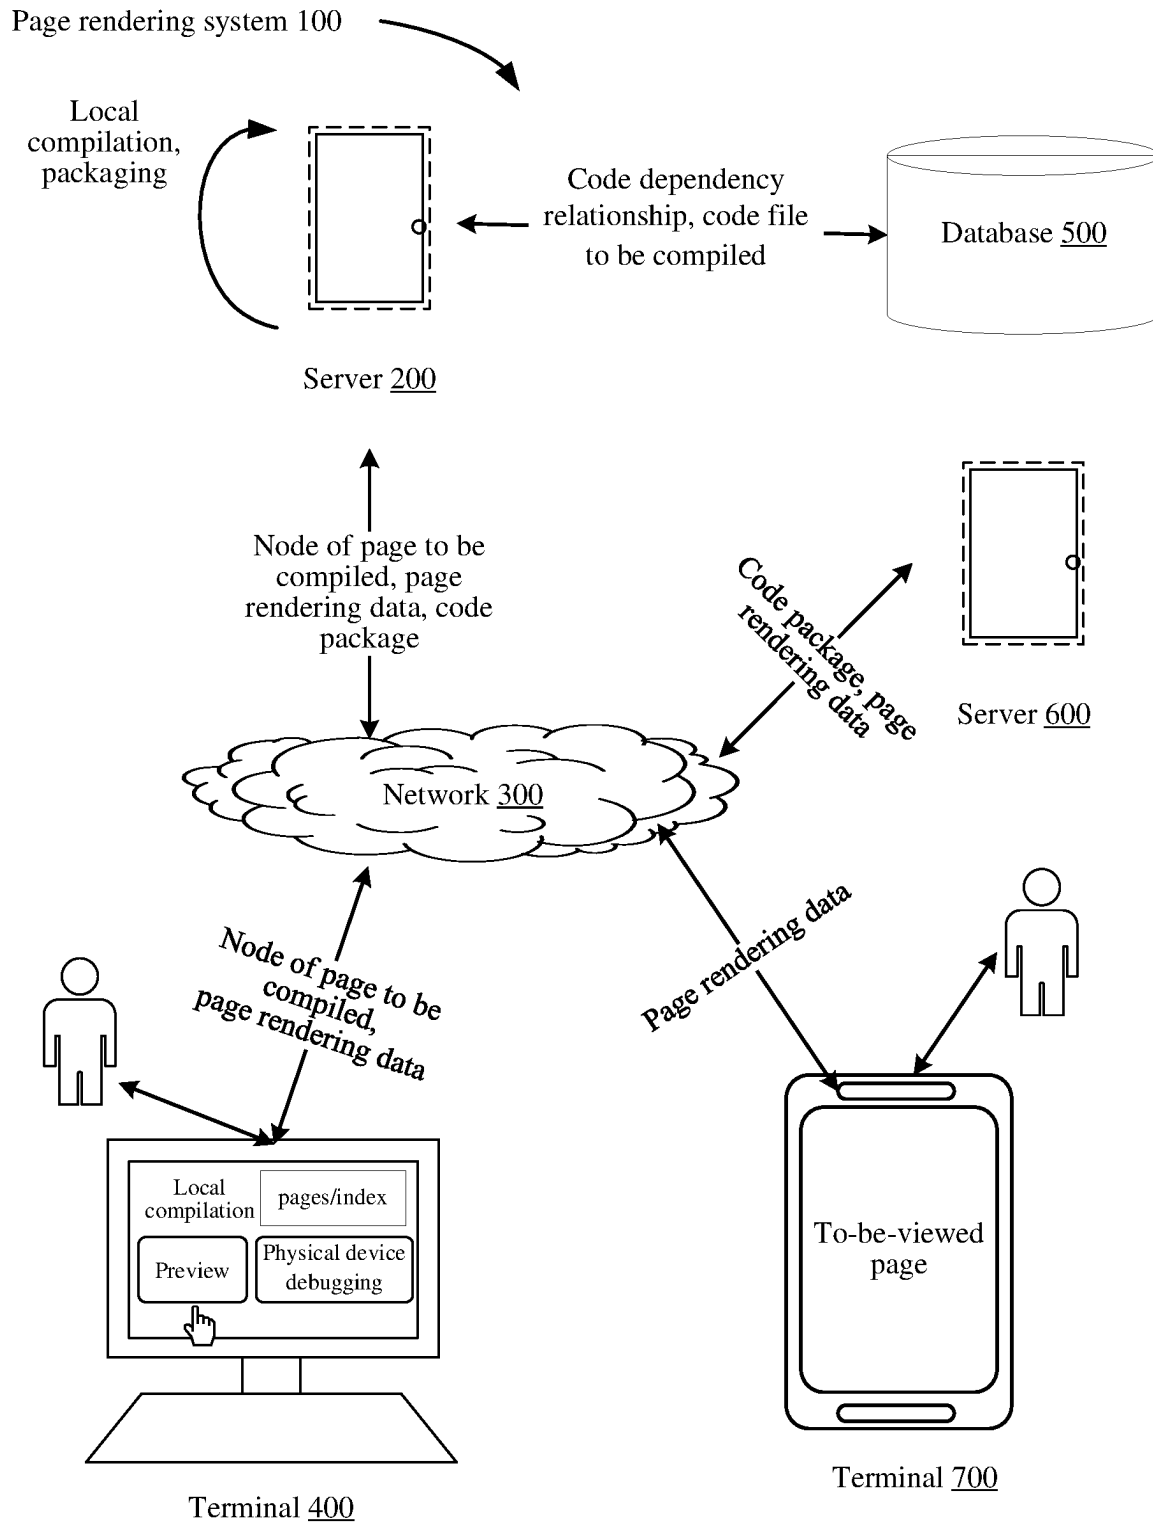 Page rendering system 100
Local
compilation,
packaging
Code dependency
relationship, code file
to be compiled
Database 500
Server 200
Node of page to be
compiled, page
rendering data, code
package
Code package, page
rendering data
Server 600
Network 300
Node of page to be
compiled,
page rendering data
Page rendering data
Local
compilation
pages/index
Preview
Physical device
debugging
To-be-viewed
page
Terminal 400
Terminal 700